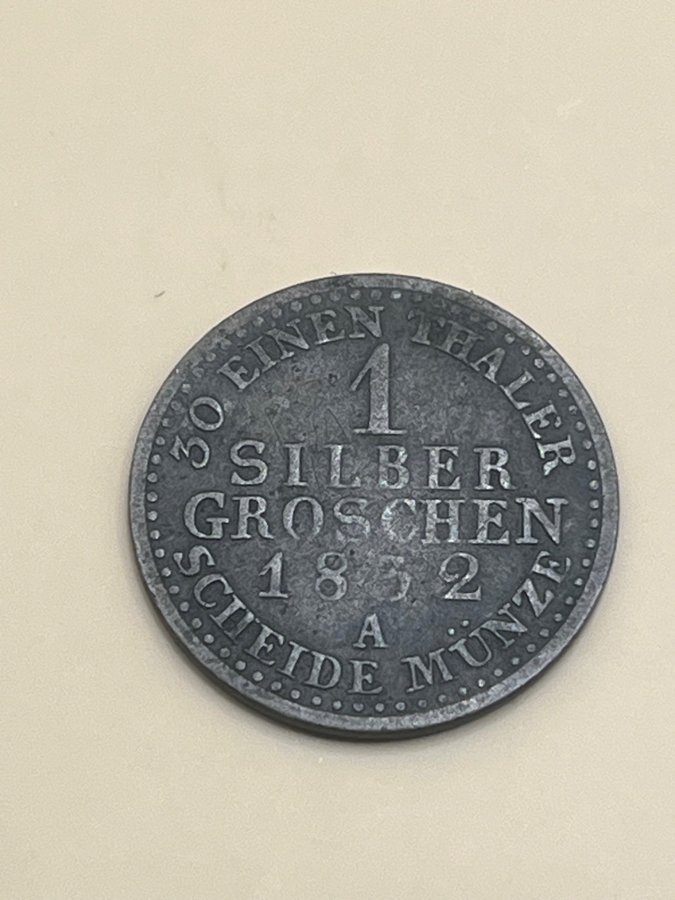 30 EINEN THALER
1
SILBER
GROSCHEN
A
SCHEIDE MÜNZE